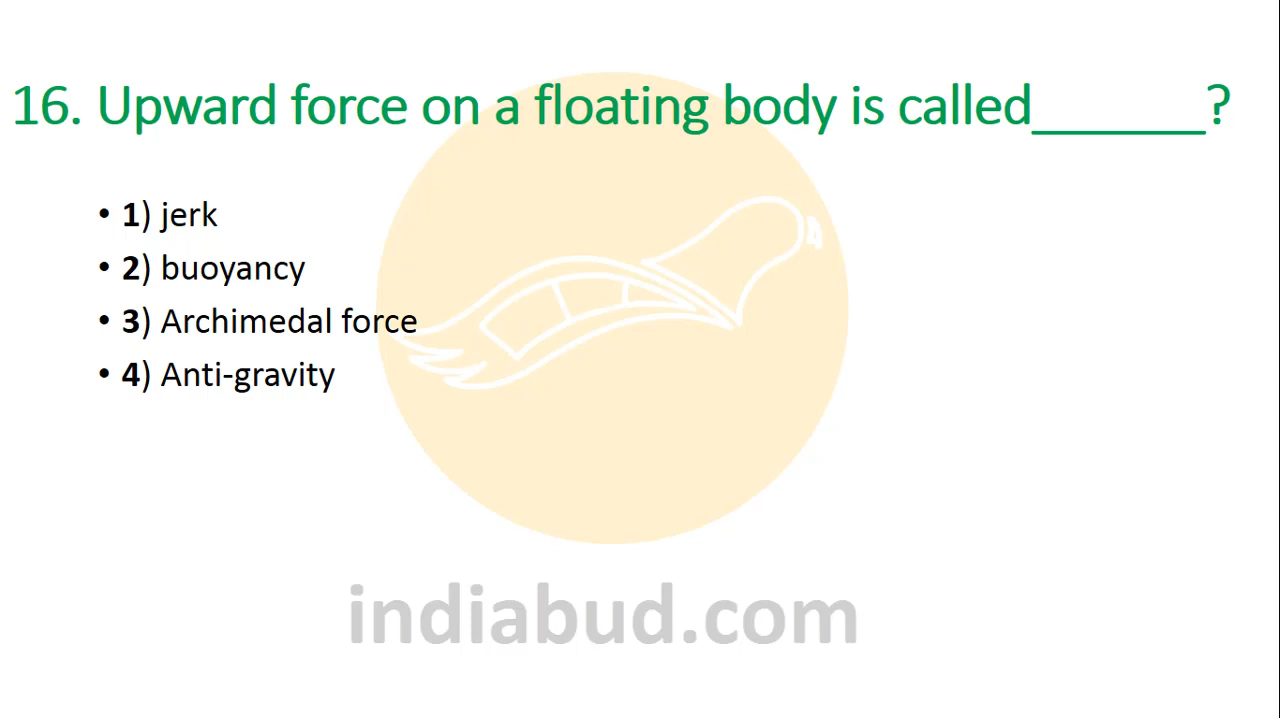 16. Upward force on a floating body is called______?
• 1) jerk
• 2) buoyancy
• 3) Archimedal force
• 4) Anti-gravity
indiabud.com